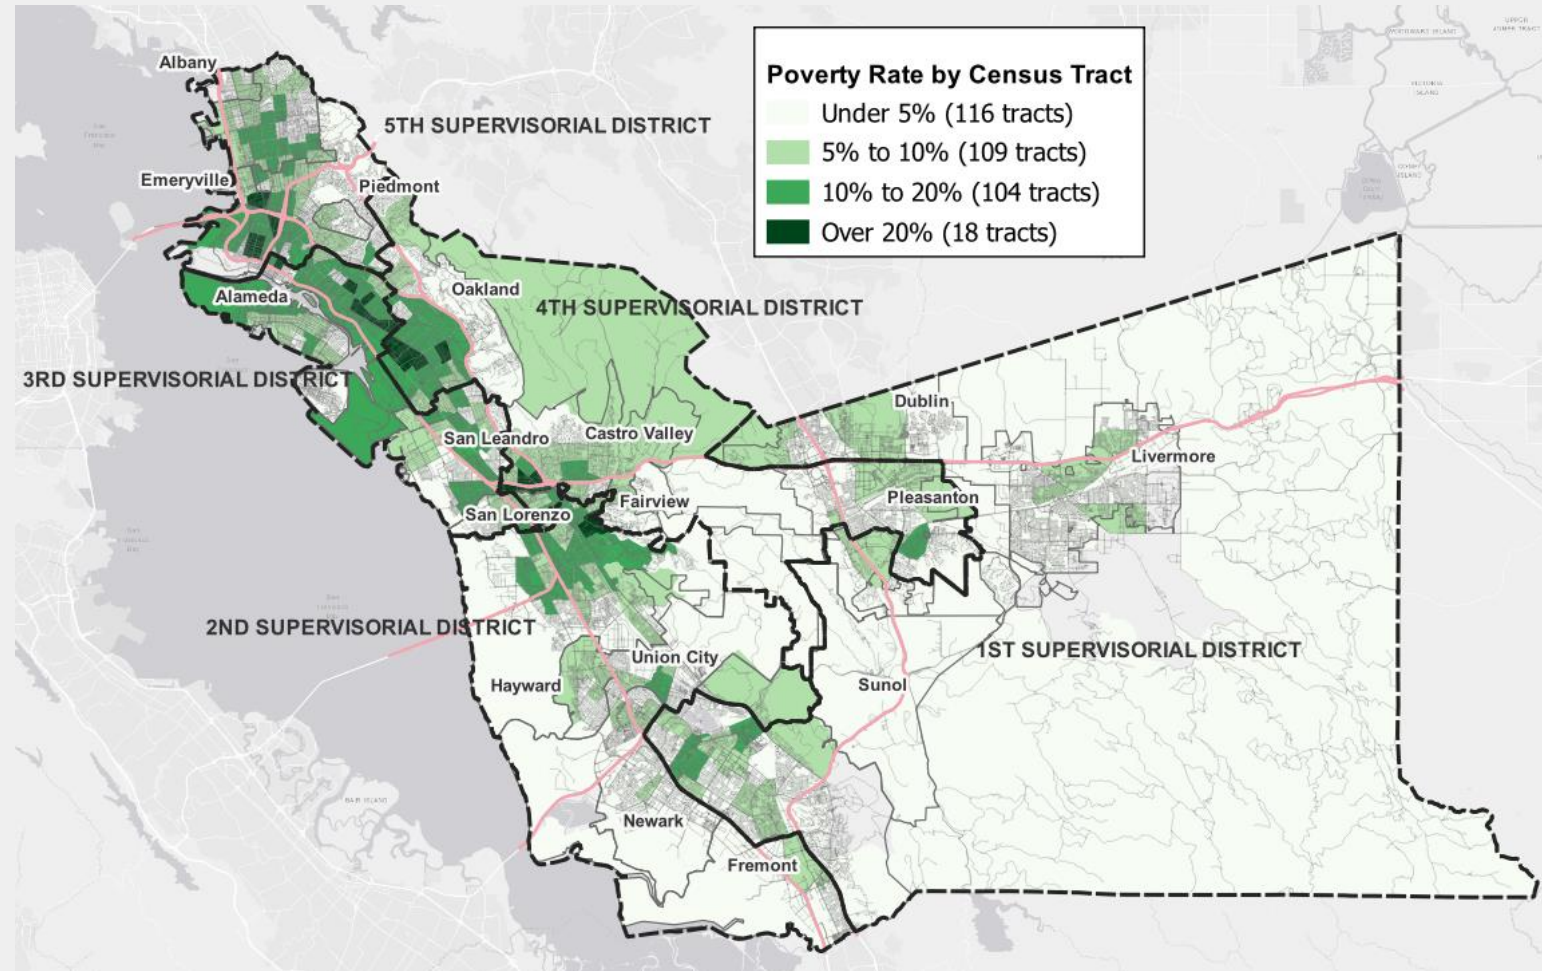 Poverty Rate by Census Tract
Under 5% (116 tracts)
5% to 10% (109 tracts)
10% to 20% (104 tracts)
Over 20% (18 tracts)
Albany
5TH SUPERVISORIAL DISTRICT
Emeryville
Piedmont
Oakland
Alameda
4TH SUPERVISORIAL DISTRICT
3RD SUPERVISORIAL DISTRICT
Dublin
San Leandro
Castro Valley
Livermore
Pleasanton
Fairview
San Lorenzo
2ND SUPERVISORIAL DISTRICT
1ST SUPERVISORIAL DISTRICT
Union City
Hayward
Sunol
BAIR ISLAND
Newark
Fremont